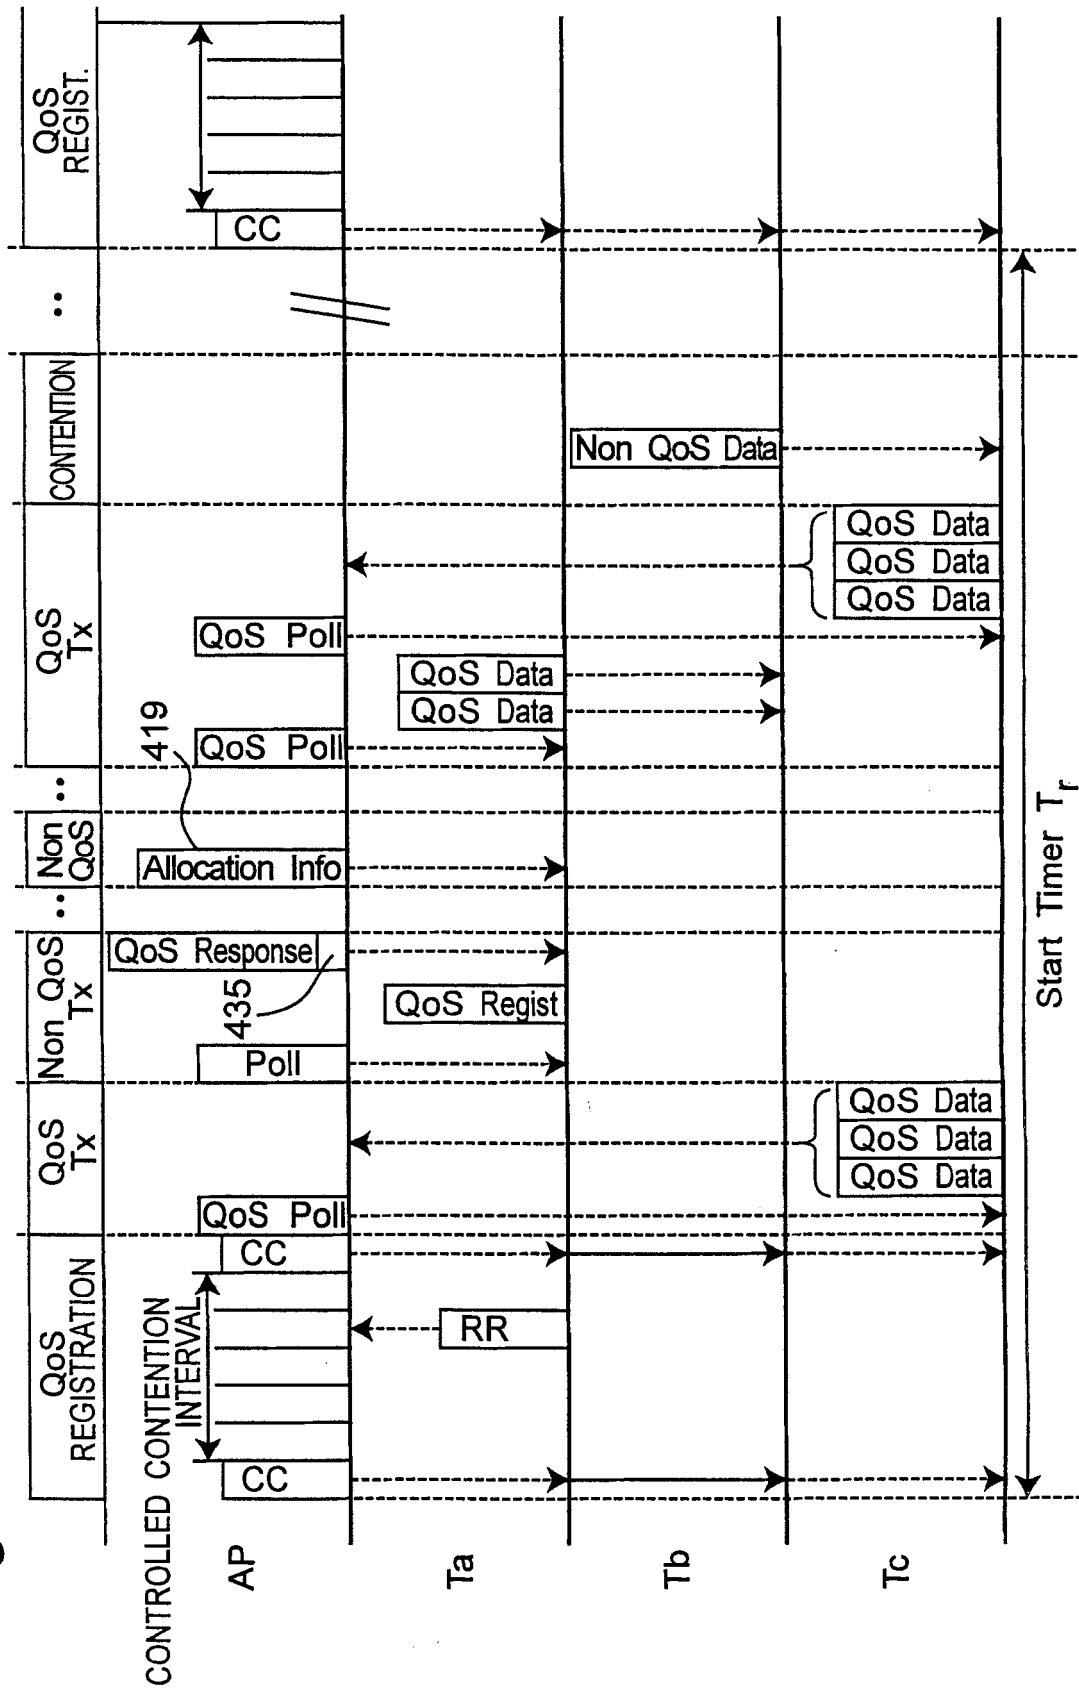 QoS
REGISTRATION
QoS
Tx
Non QoS
Tx
..
Non
QoS
..
QoS
Tx
CONTENTION
..
QoS
REGIST.
CONTROLLED CONTENTION
INTERVAL
AP
CC
CC
QoS Poll
Poll
435
QoS Response
Allocation Info
419
QoS Poll
QoS Poll
CC
Ta
RR
QoS Regist
QoS Data
QoS Data
Tb
Non QoS Data
Tc
QoS Data
QoS Data
QoS Data
QoS Data
QoS Data
QoS Data
Start Timer Tr